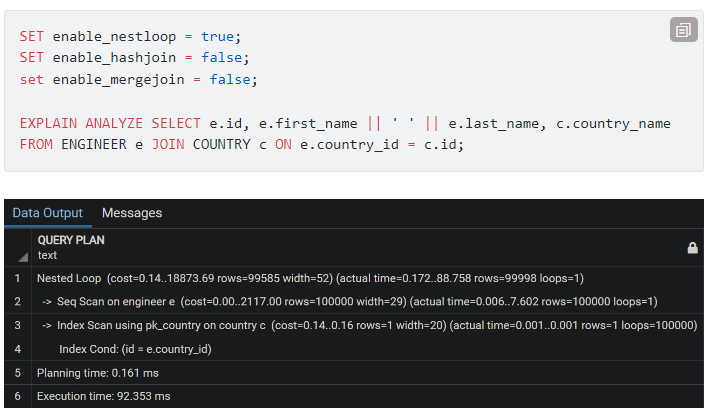 SET enable_nestloop = true;
SET enable_hashjoin = false;
set enable_mergejoin = false;
EXPLAIN ANALYZE SELECT e.id, e.first_name || ' ' || e.last_name, c.country_name
FROM ENGINEER e JOIN COUNTRY c ON e.country_id = c.id;
Data Output Messages
QUERY PLAN
text
1 Nested Loop (cost=0.14..18873.69 rows=99585 width=52) (actual time=0.172..88.758 rows=99998 loops=1)
2 -> Seq Scan on engineer e (cost=0.00..2117.00 rows=100000 width=29) (actual time=0.006..7.602 rows=100000 loops=1)
3 -> Index Scan using pk_country on country c (cost=0.14..0.16 rows=1 width=20) (actual time=0.001..0.001 rows=1 loops=100000)
4 Index Cond: (id = e.country_id)
5 Planning time: 0.161 ms
6 Execution time: 92.353 ms